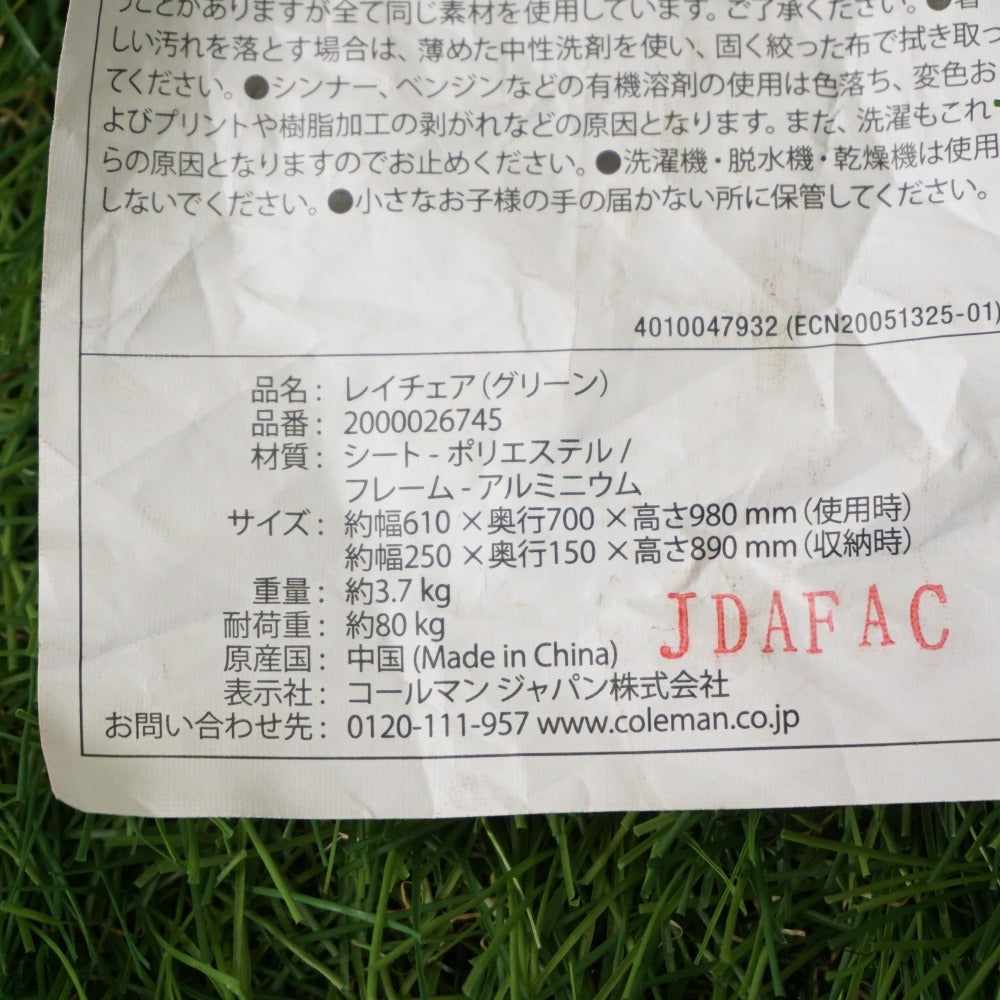 ことがありますが全て同じ素材を使用しています。ご了承ください。●著
しい汚れを落とす場合は、薄めた中性洗剤を使い、固く絞った布で拭き取っ
てください。●シンナー、ベンジンなどの有機溶剤の使用は色落ち、変色お
よびプリントや樹脂加工の剥がれなどの原因となります。また、洗濯もこれ
らの原因となりますのでお止めください。●洗濯機・脱水機・乾燥機は使用
しないでください。●小さなお子様の手の届かない所に保管してください。
4010047932 (ECN20051325-01)
品名： レイチェア（グリーン）
品番： 2000026745
材質： シート - ポリエステル /
フレーム - アルミニウム
サイズ： 約幅610 ×奥行700 ×高さ980 mm（使用時）
約幅250 ×奥行150 ×高さ890 mm（収納時）
重量： 約3.7 kg
耐荷重： 約80 kg
JDAFAC
原産国： 中国 (Made in China)
表示社： コールマン ジャパン株式会社
お問い合わせ先： 0120-111-957 www.coleman.co.jp